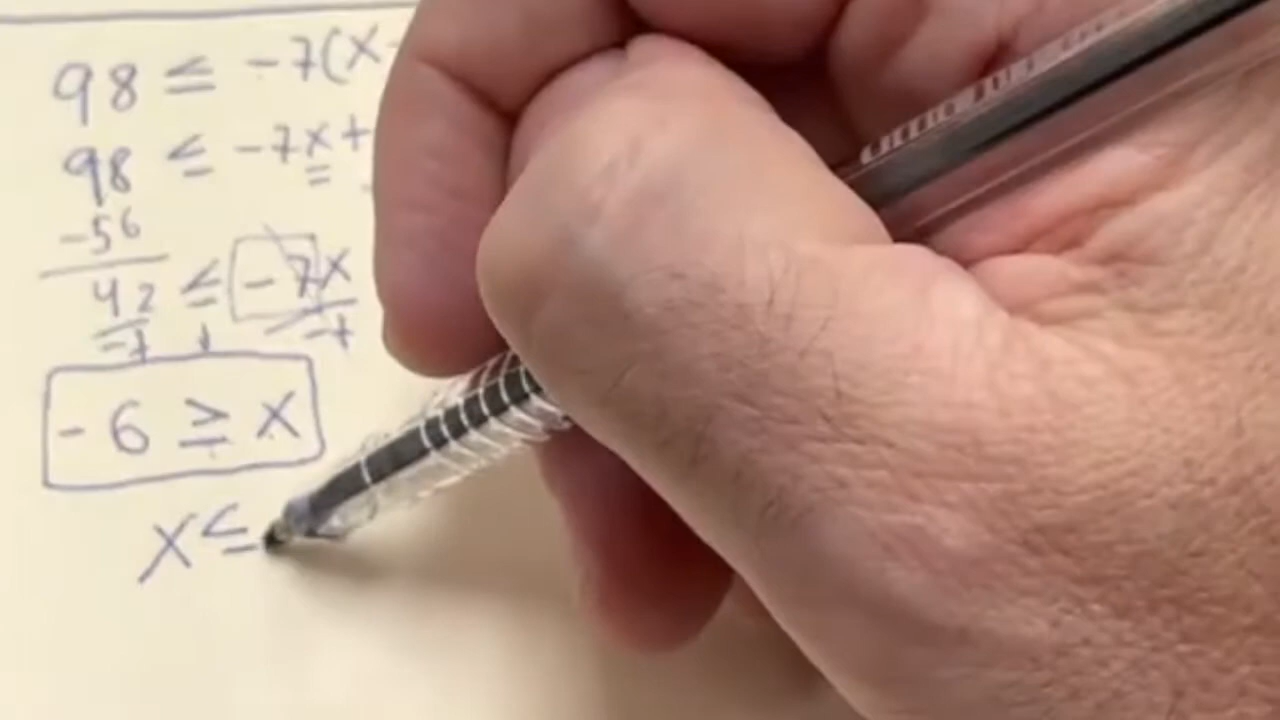 98 ≤ -7(x-
98 ≤ -7x+
-56
42 ≤ -7x
-7 -7
-6 ≥ x
x ≤